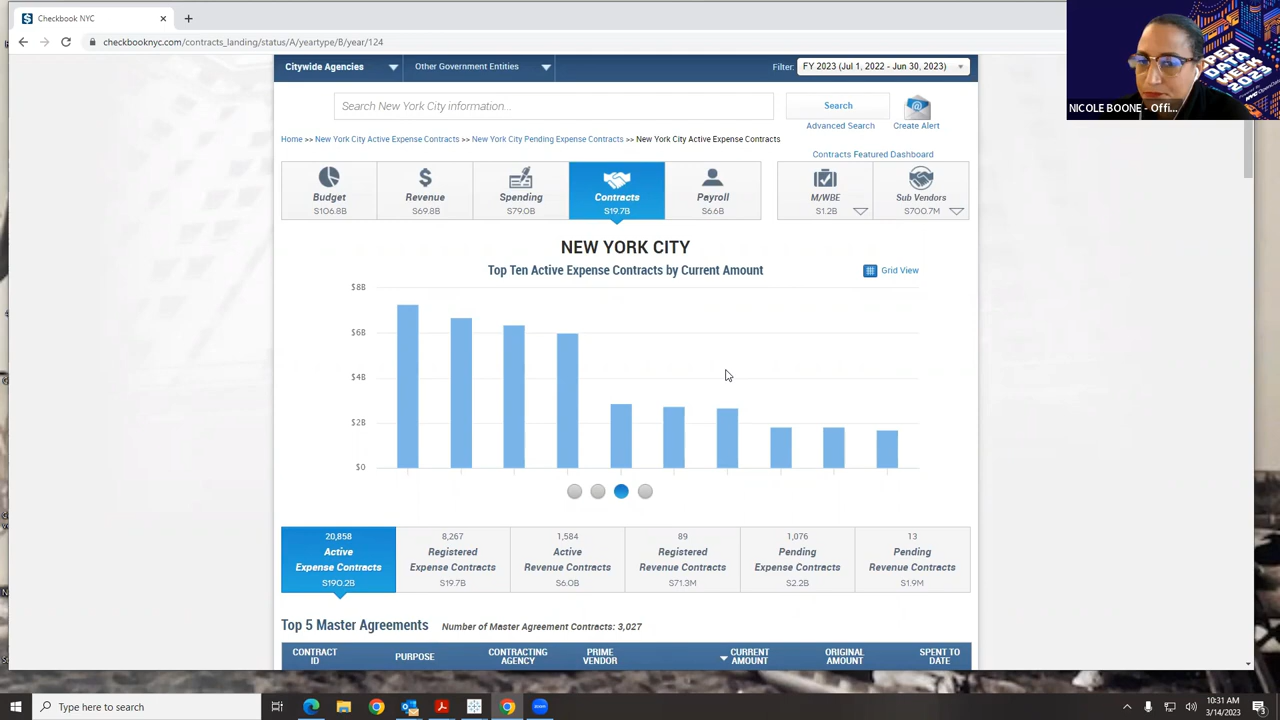 Checkbook NYC
checkbooknyc.com/contracts_landing/status/A/yeartype/B/year/124
Citywide Agencies
Other Government Entities
Filter:
FY 2023 (Jul 1, 2022 - Jun 30, 2023)
Search New York City information...
Search
Advanced Search
Create Alert
Home >> New York City Active Expense Contracts >> New York City Pending Expense Contracts >> New York City Active Expense Contracts
Contracts Featured Dashboard
Budget
$106.8B
Revenue
$69.8B
Spending
$79.0B
Contracts
$19.7B
Payroll
$6.6B
M/WBE
$1.2B
Sub Vendors
$700.7M
NEW YORK CITY
Top Ten Active Expense Contracts by Current Amount
Grid View
$8B
$6B
$4B
$2B
$0
20,858
Active
Expense Contracts
$190.2B
8,267
Registered
Expense Contracts
$19.7B
1,584
Active
Revenue Contracts
$6.0B
89
Registered
Revenue Contracts
$71.3M
1,076
Pending
Expense Contracts
$2.2B
13
Pending
Revenue Contracts
$1.9M
Top 5 Master Agreements
Number of Master Agreement Contracts: 3,027
CONTRACT
ID
PURPOSE
CONTRACTING
AGENCY
PRIME
VENDOR
CURRENT
AMOUNT
ORIGINAL
AMOUNT
SPENT TO
DATE
NICOLE BOONE - Offi...
OPEN
DATA
WEEK
2023
Type here to search
10:31 AM
3/14/2023